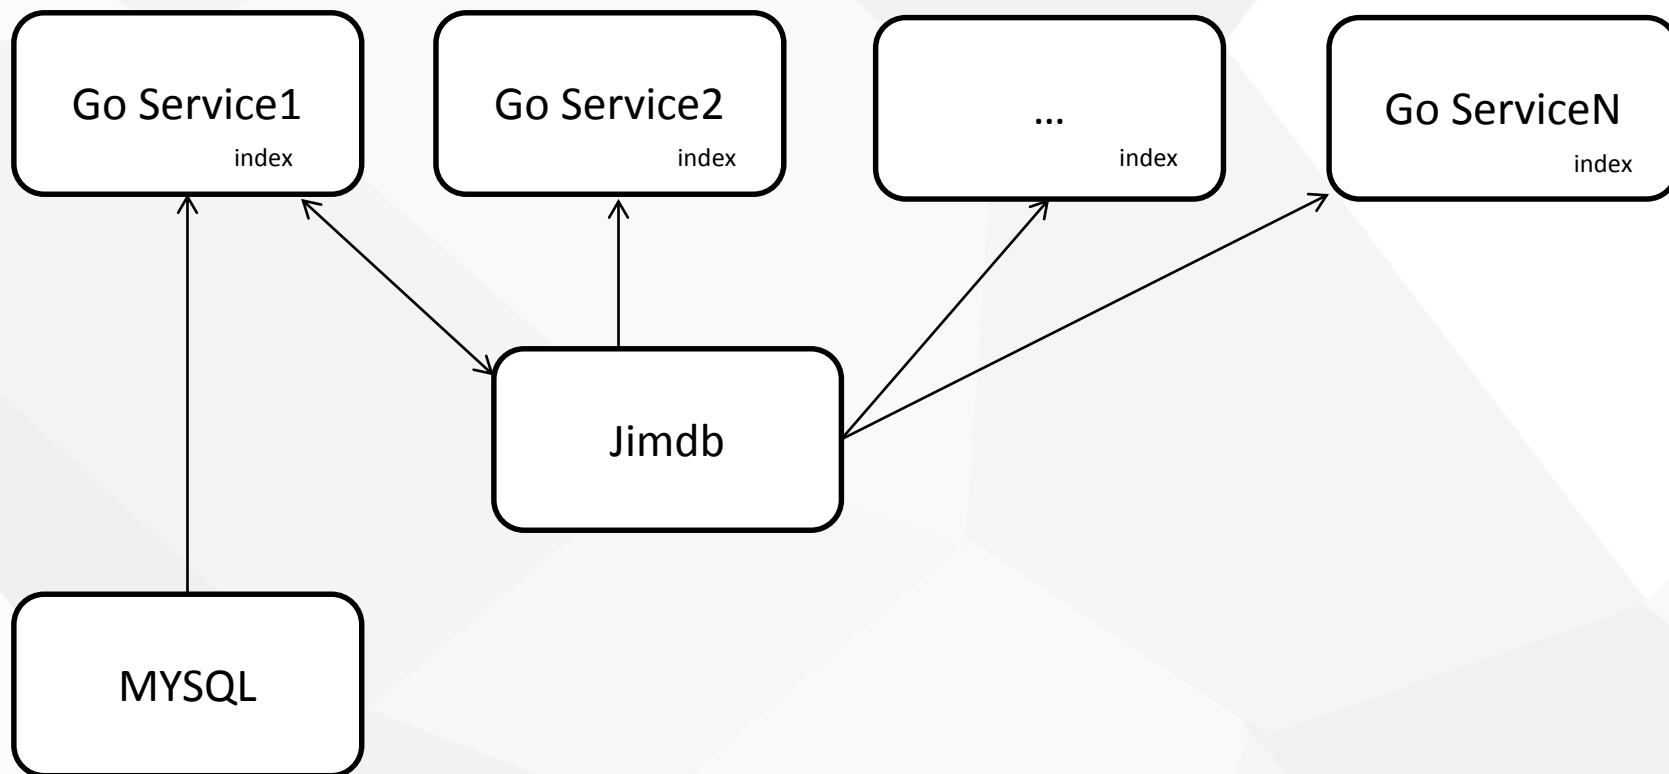 Go Service1
index
Go Service2
index
...
index
Go ServiceN
index
Jimdb
MYSQL